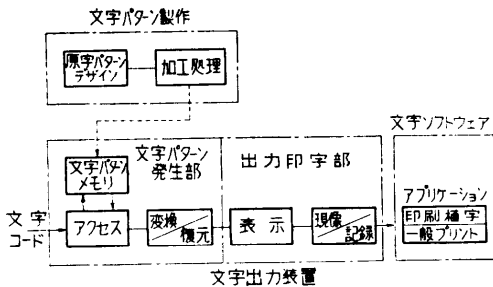 文字パターン製作
原字パターン
デザイン
加工処理
文字パターン
発生部
出力印字部
文字ソフトウェア
文字パターン
メモリ
アプリケーション
印刷植字
一般プリント
文字
コード
アクセス
変換
復元
表示
現像
記録
文字出力装置